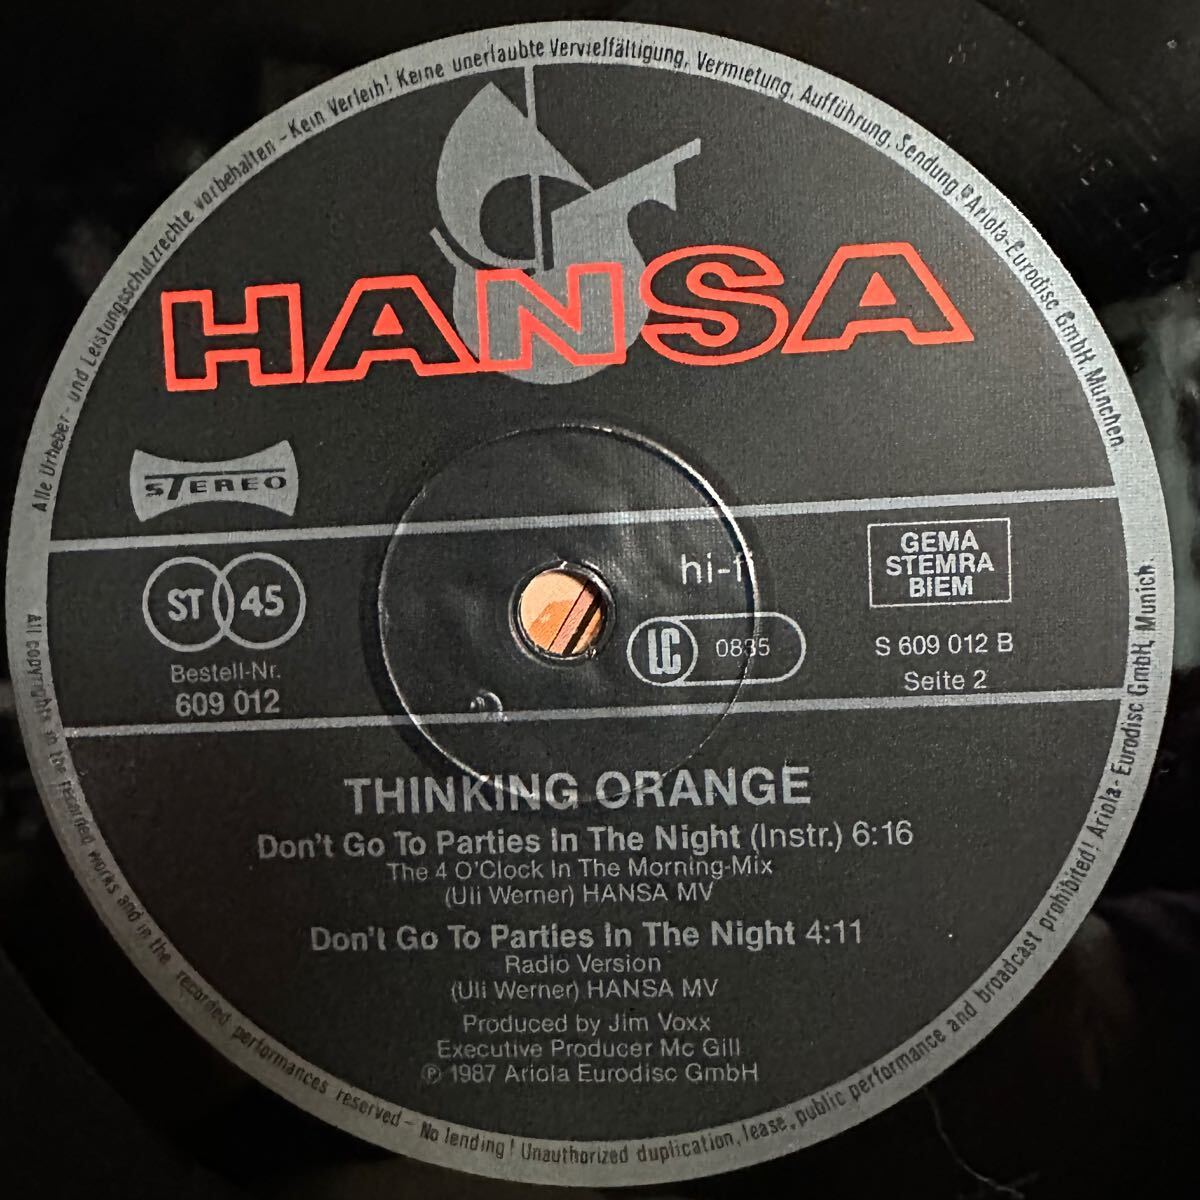 Alle Urheber- und Leistungsschutzrechte vorbehalten - Kein Verleih! Keine unerlaubte Vervielfältigung, Vermietung, Aufführung, Sendung. Ariola-Eurodisc GmbH, München
HANSA
STEREO
hi-f
GEMA
STEMRA
BIEM
ST 45
LC 0835
S 609 012 B
Bestell-Nr.
609 012
Seite 2
THINKING ORANGE
Don't Go To Parties In The Night (Instr.) 6:16
The 4 O'Clock In The Morning-Mix
(Uli Werner) HANSA MV
Don't Go To Parties In The Night 4:11
Radio Version
(Uli Werner) HANSA MV
Produced by Jim Voxx
Executive Producer Mc Gill
℗ 1987 Ariola Eurodisc GmbH
All copyrights in the recorded works and in the recorded performances reserved - No lending! Unauthorized duplication, lease, public performance and broadcast prohibited! Ariola-Eurodisc GmbH, Munich.